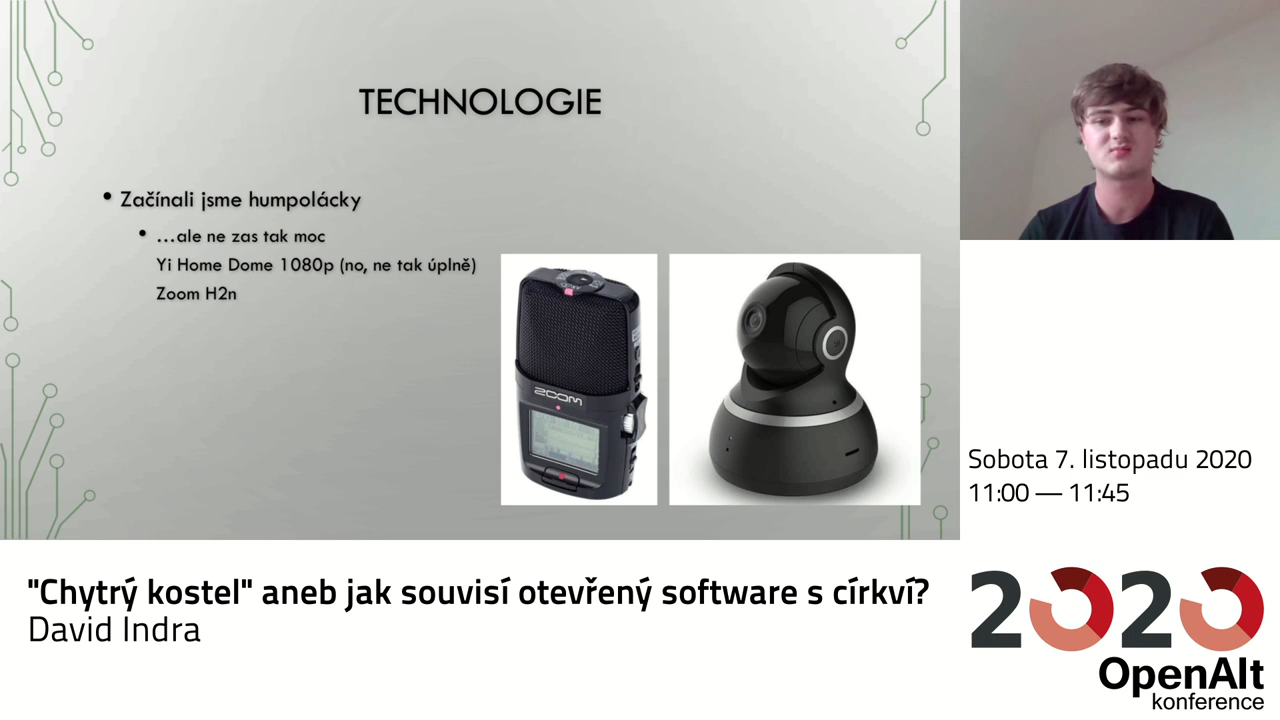 TECHNOLOGIE
Začínali jsme humpolácky
…ale ne zas tak moc
Yi Home Dome 1080p (no, ne tak úplně)
Zoom H2n
zoom
Sobota 7. listopadu 2020
11:00 — 11:45
"Chytrý kostel" aneb jak souvisí otevřený software s církví?
David Indra
2020
OpenAlt
konference